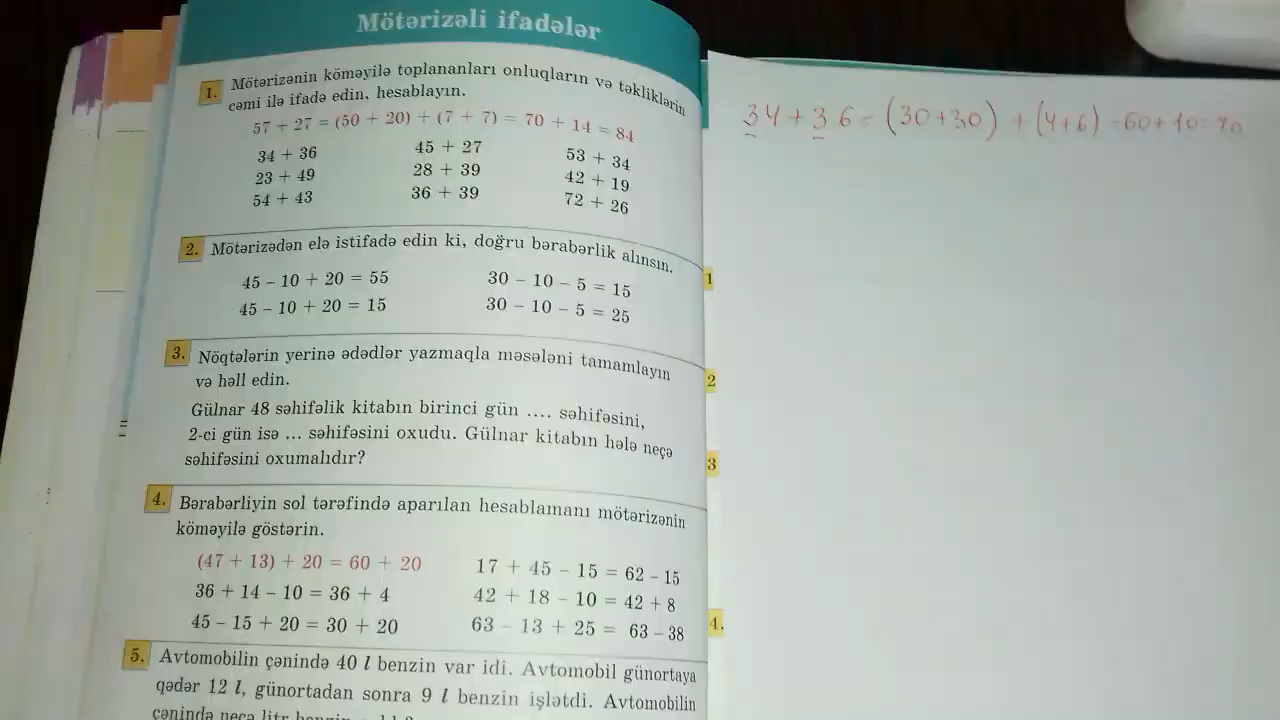 Mötərizəli ifadələr
1. Mötərizənin köməyilə toplananları onluqların və təkliklərin
cəmi ilə ifadə edin, hesablayın.
57 + 27 = (50 + 20) + (7 + 7) = 70 + 14 = 84
34 + 36 45 + 27 53 + 34
23 + 49 28 + 39 42 + 19
54 + 43 36 + 39 72 + 26
2. Mötərizədən elə istifadə edin ki, doğru bərabərlik alınsın.
45 – 10 + 20 = 55 30 – 10 – 5 = 15
45 – 10 + 20 = 15 30 – 10 – 5 = 25
3. Nöqtələrin yerinə ədədlər yazmaqla məsələni tamamlayın
və həll edin.
Gülnar 48 səhifəlik kitabın birinci gün .... səhifəsini,
2-ci gün isə ... səhifəsini oxudu. Gülnar kitabın hələ neçə
səhifəsini oxumalıdır?
4. Bərabərliyin sol tərəfində aparılan hesablamanı mötərizənin
köməyilə göstərin.
(47 + 13) + 20 = 60 + 20 17 + 45 – 15 = 62 – 15
36 + 14 – 10 = 36 + 4 42 + 18 – 10 = 42 + 8
45 – 15 + 20 = 30 + 20 63 – 13 + 25 = 63 – 38
5. Avtomobilin çənində 40 l benzin var idi. Avtomobil günortaya
qədər 12 l, günortadan sonra 9 l benzin işlətdi. Avtomobilin
çənində neçə litr benzin
34 + 36 = (30+30) + (4+6) = 60 + 10 = 70
1
2
3
4.